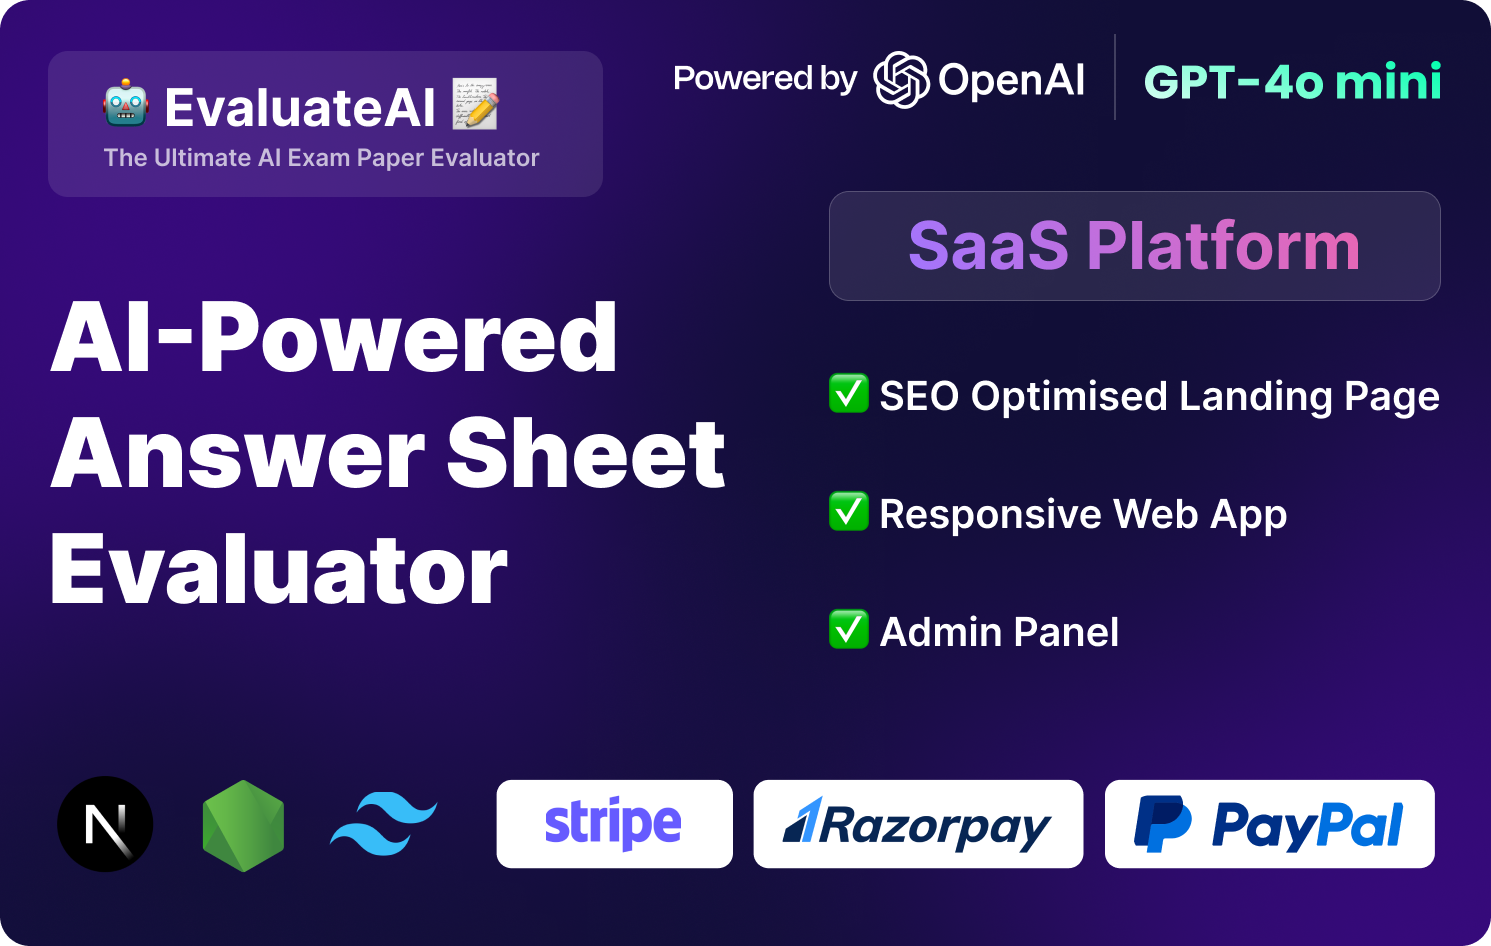 EvaluateAI
The Ultimate AI Exam Paper Evaluator
Powered by OpenAI
GPT-4o mini
AI-Powered
Answer Sheet
Evaluator
SaaS Platform
SEO Optimised Landing Page
Responsive Web App
Admin Panel
N
stripe
Razorpay
PayPal